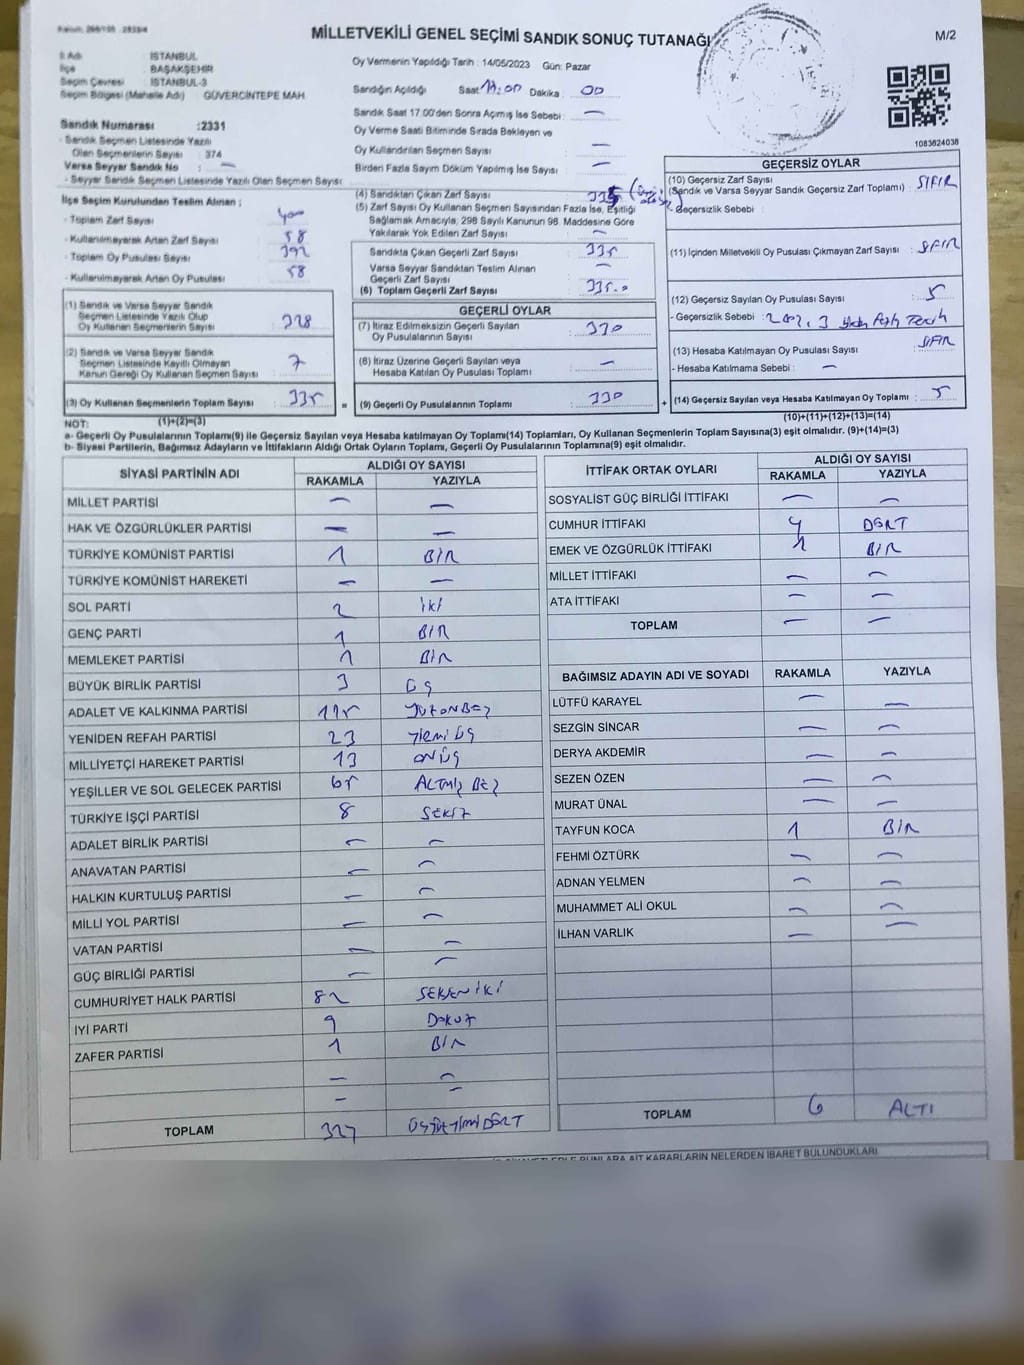 MİLLETVEKİLİ GENEL SEÇİMİ SANDIK SONUÇ TUTANAĞI
M/2
İl Adı : İSTANBUL
İlçe : BAŞAKŞEHİR
Seçim Çevresi : İSTANBUL-3
Seçim Bölgesi (Mahalle Adı) GÜVERCİNTEPE MAH.
Oy Vermenin Yapıldığı Tarih : 14/05/2023 Gün: Pazar
Sandığın Açıldığı Saat Dakika : 00
Sandık Saat 17.00'den Sonra Açılmış İse Sebebi : —
Oy Verme Saati Bitiminde Sırada Bekleyen ve
Oy Kullandırılan Seçmen Sayısı —
Birden Fazla Sayım Döküm Yapılmış İse Sayısı —
1083624038
Sandık Numarası :2331
- Sandık Seçmen Listesinde Yazılı
Olan Seçmenlerin Sayısı : 374
Varsa Seyyar Sandık No : —
- Seyyar Sandık Seçmen Listesinde Yazılı Olan Seçmen Sayısı:
İlçe Seçim Kurulundan Teslim Alınan ;
- Toplam Zarf Sayısı : 400
- Kullanılmayarak Artan Zarf Sayısı : 58
- Toplam Oy Pusulası Sayısı : 392
- Kullanılmayarak Artan Oy Pusulası : 58
(1) Sandık ve Varsa Seyyar Sandık
Seçmen Listesinde Yazılı Olup
Oy Kullanan Seçmenlerin Sayısı : 328
(2) Sandık ve Varsa Seyyar Sandık
Seçmen Listesinde Kayıtlı Olmayan
Kanun Gereği Oy Kullanan Seçmen Sayısı : 7
(3) Oy Kullanan Seçmenlerin Toplam Sayısı : 335
(1)+(2)=(3)
(4) Sandıktan Çıkan Zarf Sayısı 335
(5) Zarf Sayısı Oy Kullanan Seçmen Sayısından Fazla İse, Eşitliği
Sağlamak Amacıyla, 298 Sayılı Kanunun 98. Maddesine Göre
Yakılarak Yok Edilen Zarf Sayısı : —
Sandıkta Çıkan Geçerli Zarf Sayısı : 335
Varsa Seyyar Sandıktan Teslim Alınan
Geçerli Zarf Sayısı : —
(6) Toplam Geçerli Zarf Sayısı : 335
GEÇERLİ OYLAR
(7) İtiraz Edilmeksizin Geçerli Sayılan
Oy Pusulalarının Sayısı : 330
(8) İtiraz Üzerine Geçerli Sayılan veya
Hesaba Katılan Oy Pusulası Toplamı : —
= (9) Geçerli Oy Pusulalarının Toplamı : 330
GEÇERSİZ OYLAR
(10) Geçersiz Zarf Sayısı
(Sandık ve Varsa Seyyar Sandık Geçersiz Zarf Toplamı) : SIFIR
- Geçersizlik Sebebi :
(11) İçinden Milletvekili Oy Pusulası Çıkmayan Zarf Sayısı : SIFIR
(12) Geçersiz Sayılan Oy Pusulası Sayısı : 5
- Geçersizlik Sebebi :
(13) Hesaba Katılmayan Oy Pusulası Sayısı : SIFIR
- Hesaba Katılmama Sebebi : —
+ (14) Geçersiz Sayılan veya Hesaba Katılmayan Oy Toplamı : 5
(10)+(11)+(12)+(13)=(14)
NOT:
a- Geçerli Oy Pusulalarının Toplamı(9) ile Geçersiz Sayılan veya Hesaba katılmayan Oy Toplamı(14) Toplamları, Oy Kullanan Seçmenlerin Toplam Sayısına(3) eşit olmalıdır. (9)+(14)=(3)
b- Siyasi Partilerin, Bağımsız Adayların ve İttifakların Aldığı Ortak Oyların Toplamı, Geçerli Oy Pusulalarının Toplamına(9) eşit olmalıdır.
SİYASİ PARTİNİN ADI ALDIĞI OY SAYISI
RAKAMLA YAZIYLA
MİLLET PARTİSİ — —
HAK VE ÖZGÜRLÜKLER PARTİSİ — —
TÜRKİYE KOMÜNİST PARTİSİ 1 BİR
TÜRKİYE KOMÜNİST HAREKETİ — —
SOL PARTİ 2 iki
GENÇ PARTİ 1 BİR
MEMLEKET PARTİSİ 1 BİR
BÜYÜK BİRLİK PARTİSİ 3 ÜÇ
ADALET VE KALKINMA PARTİSİ 115 YÜZONBEŞ
YENİDEN REFAH PARTİSİ 23 YİRMİ ÜÇ
MİLLİYETÇİ HAREKET PARTİSİ 13 ONÜÇ
YEŞİLLER VE SOL GELECEK PARTİSİ 65 ALTMIŞ BEŞ
TÜRKİYE İŞÇİ PARTİSİ 8 SEKİZ
ADALET BİRLİK PARTİSİ — —
ANAVATAN PARTİSİ — —
HALKIN KURTULUŞ PARTİSİ — —
MİLLİ YOL PARTİSİ — —
VATAN PARTİSİ — —
GÜÇ BİRLİĞİ PARTİSİ — —
CUMHURİYET HALK PARTİSİ 82 SEKSEN İKİ
İYİ PARTİ 9 DOKUZ
ZAFER PARTİSİ 1 BİR
— —
— —
TOPLAM
İTTİFAK ORTAK OYLARI ALDIĞI OY SAYISI
RAKAMLA YAZIYLA
SOSYALİST GÜÇ BİRLİĞİ İTTİFAKI — —
CUMHUR İTTİFAKI 4 DÖRT
EMEK VE ÖZGÜRLÜK İTTİFAKI 1 BİR
MİLLET İTTİFAKI — —
ATA İTTİFAKI — —
TOPLAM — —
BAĞIMSIZ ADAYIN ADI VE SOYADI RAKAMLA YAZIYLA
LÜTFÜ KARAYEL — —
SEZGİN SİNCAR — —
DERYA AKDEMİR — —
SEZEN ÖZEN — —
MURAT ÜNAL — —
TAYFUN KOCA 1 BİR
FEHMİ ÖZTÜRK — —
ADNAN YELMEN — —
MUHAMMET ALİ OKUL — —
İLHAN VARLIK — —
TOPLAM 6 ALTI
BUNLARA AİT KARARLARIN NELERDEN İBARET BULUNDUKLARI